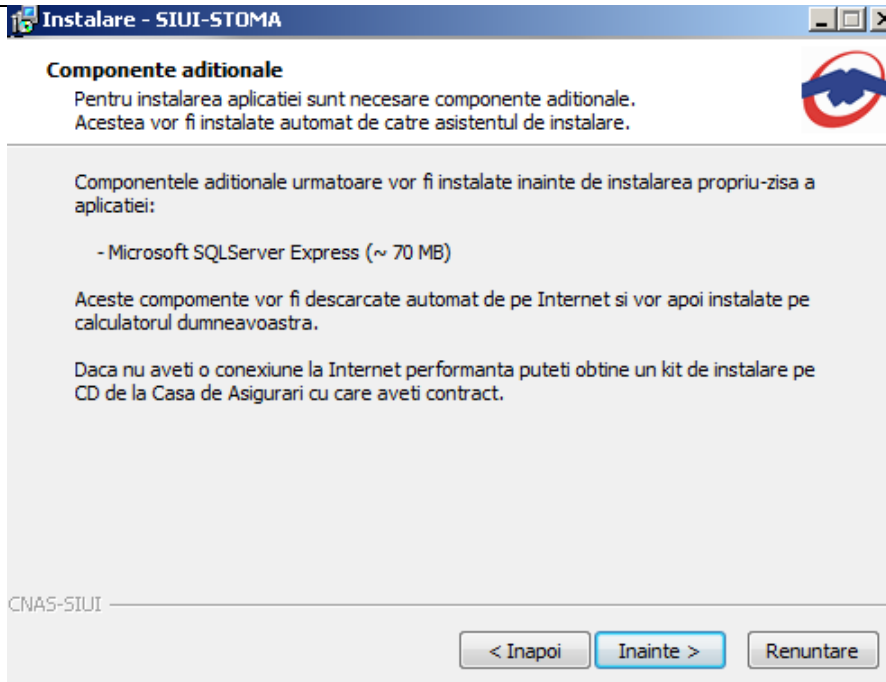 Instalare - SIUI-STOMA
Componente aditionale
Pentru instalarea aplicatiei sunt necesare componente aditionale.
Acestea vor fi instalate automat de catre asistentul de instalare.
Componentele aditionale urmatoare vor fi instalate inainte de instalarea propriu-zisa a
aplicatiei:
- Microsoft SQLServer Express (~ 70 MB)
Aceste compomente vor fi descarcate automat de pe Internet si vor apoi instalate pe
calculatorul dumneavoastra.
Daca nu aveti o conexiune la Internet performanta puteti obtine un kit de instalare pe
CD de la Casa de Asigurari cu care aveti contract.
CNAS-SIUI
< Inapoi Inainte > Renuntare